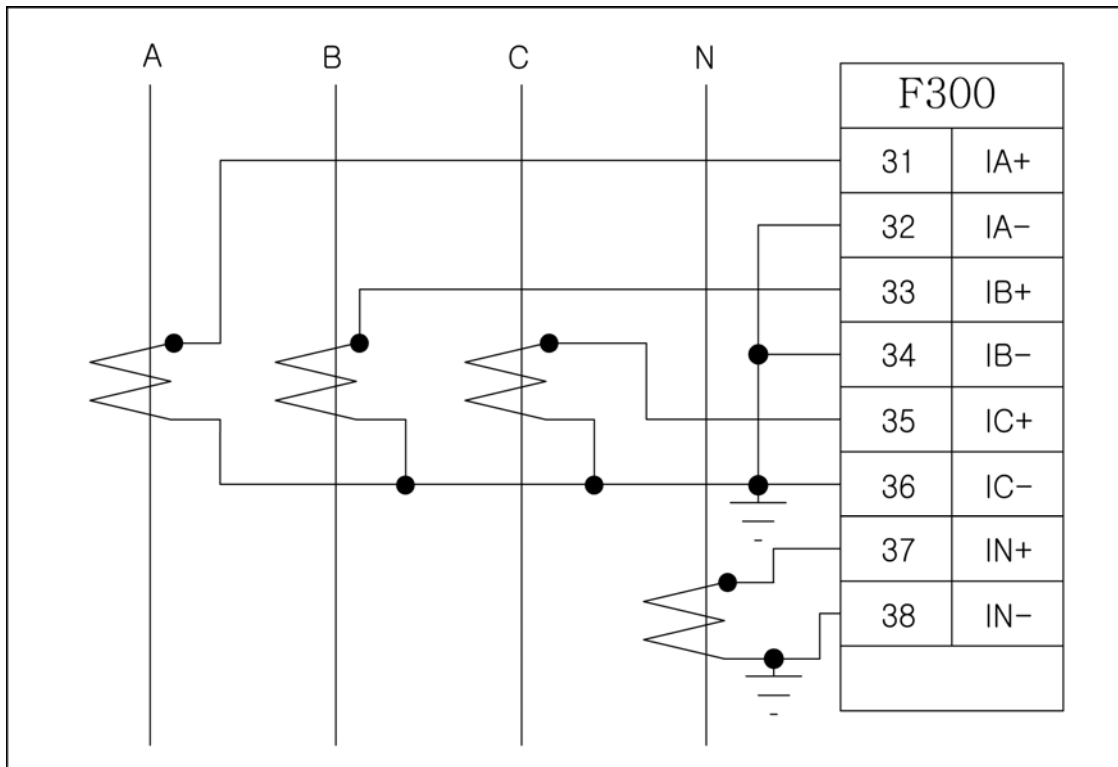 A B C N
F300
31 IA+
32 IA-
33 IB+
34 IB-
35 IC+
36 IC-
37 IN+
38 IN-